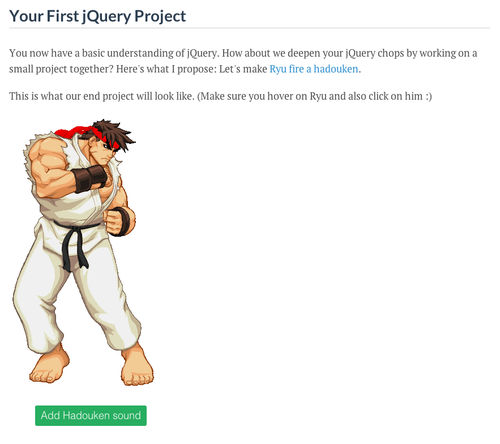 Your First jQuery Project
You now have a basic understanding of jQuery. How about we deepen your jQuery chops by working on a
small project together? Here's what I propose: Let's make Ryu fire a hadouken.
This is what our end project will look like. (Make sure you hover on Ryu and also click on him :)
Add Hadouken sound